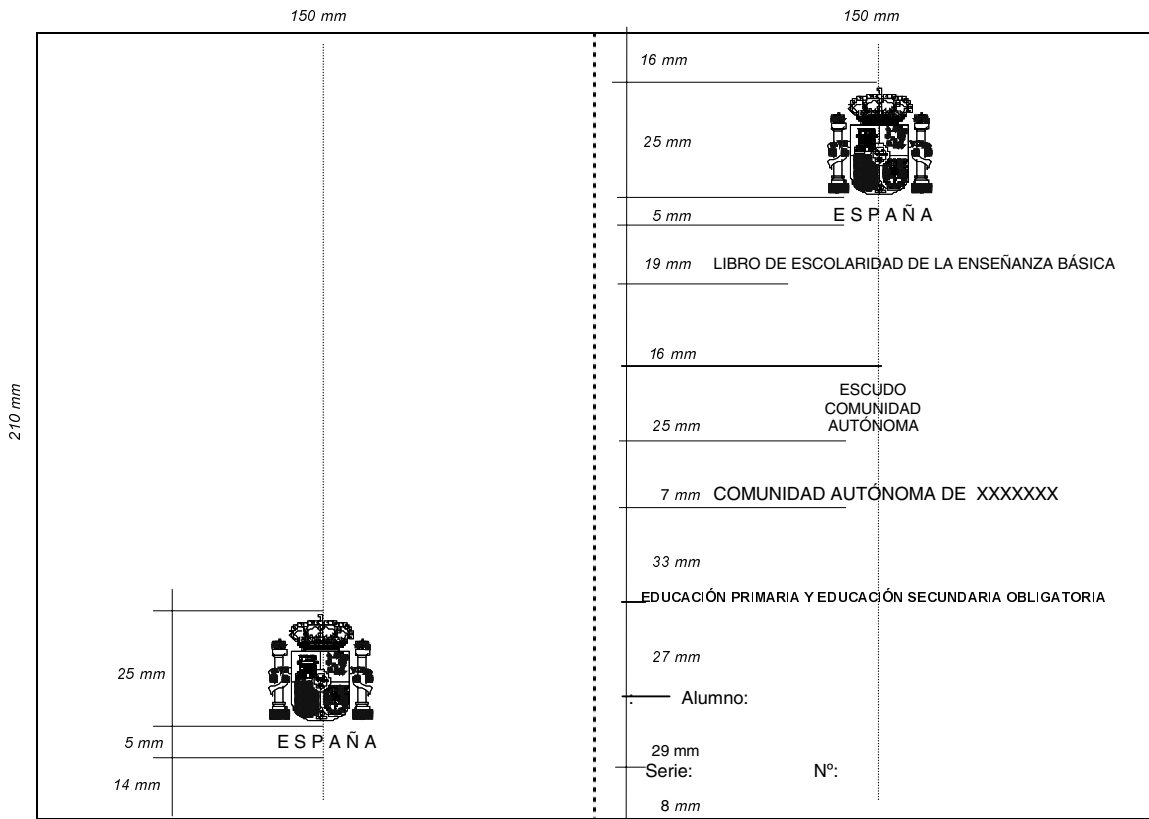 150 mm
150 mm
210 mm
25 mm
5 mm
14 mm
ESPAÑA
16 mm
25 mm
5 mm
ESPAÑA
19 mm LIBRO DE ESCOLARIDAD DE LA ENSEÑANZA BÁSICA
16 mm
ESCUDO
COMUNIDAD
AUTÓNOMA
25 mm
7 mm COMUNIDAD AUTÓNOMA DE XXXXXXX
33 mm
EDUCACIÓN PRIMARIA Y EDUCACIÓN SECUNDARIA OBLIGATORIA
27 mm
: Alumno:
29 mm
Serie: Nº:
8 mm